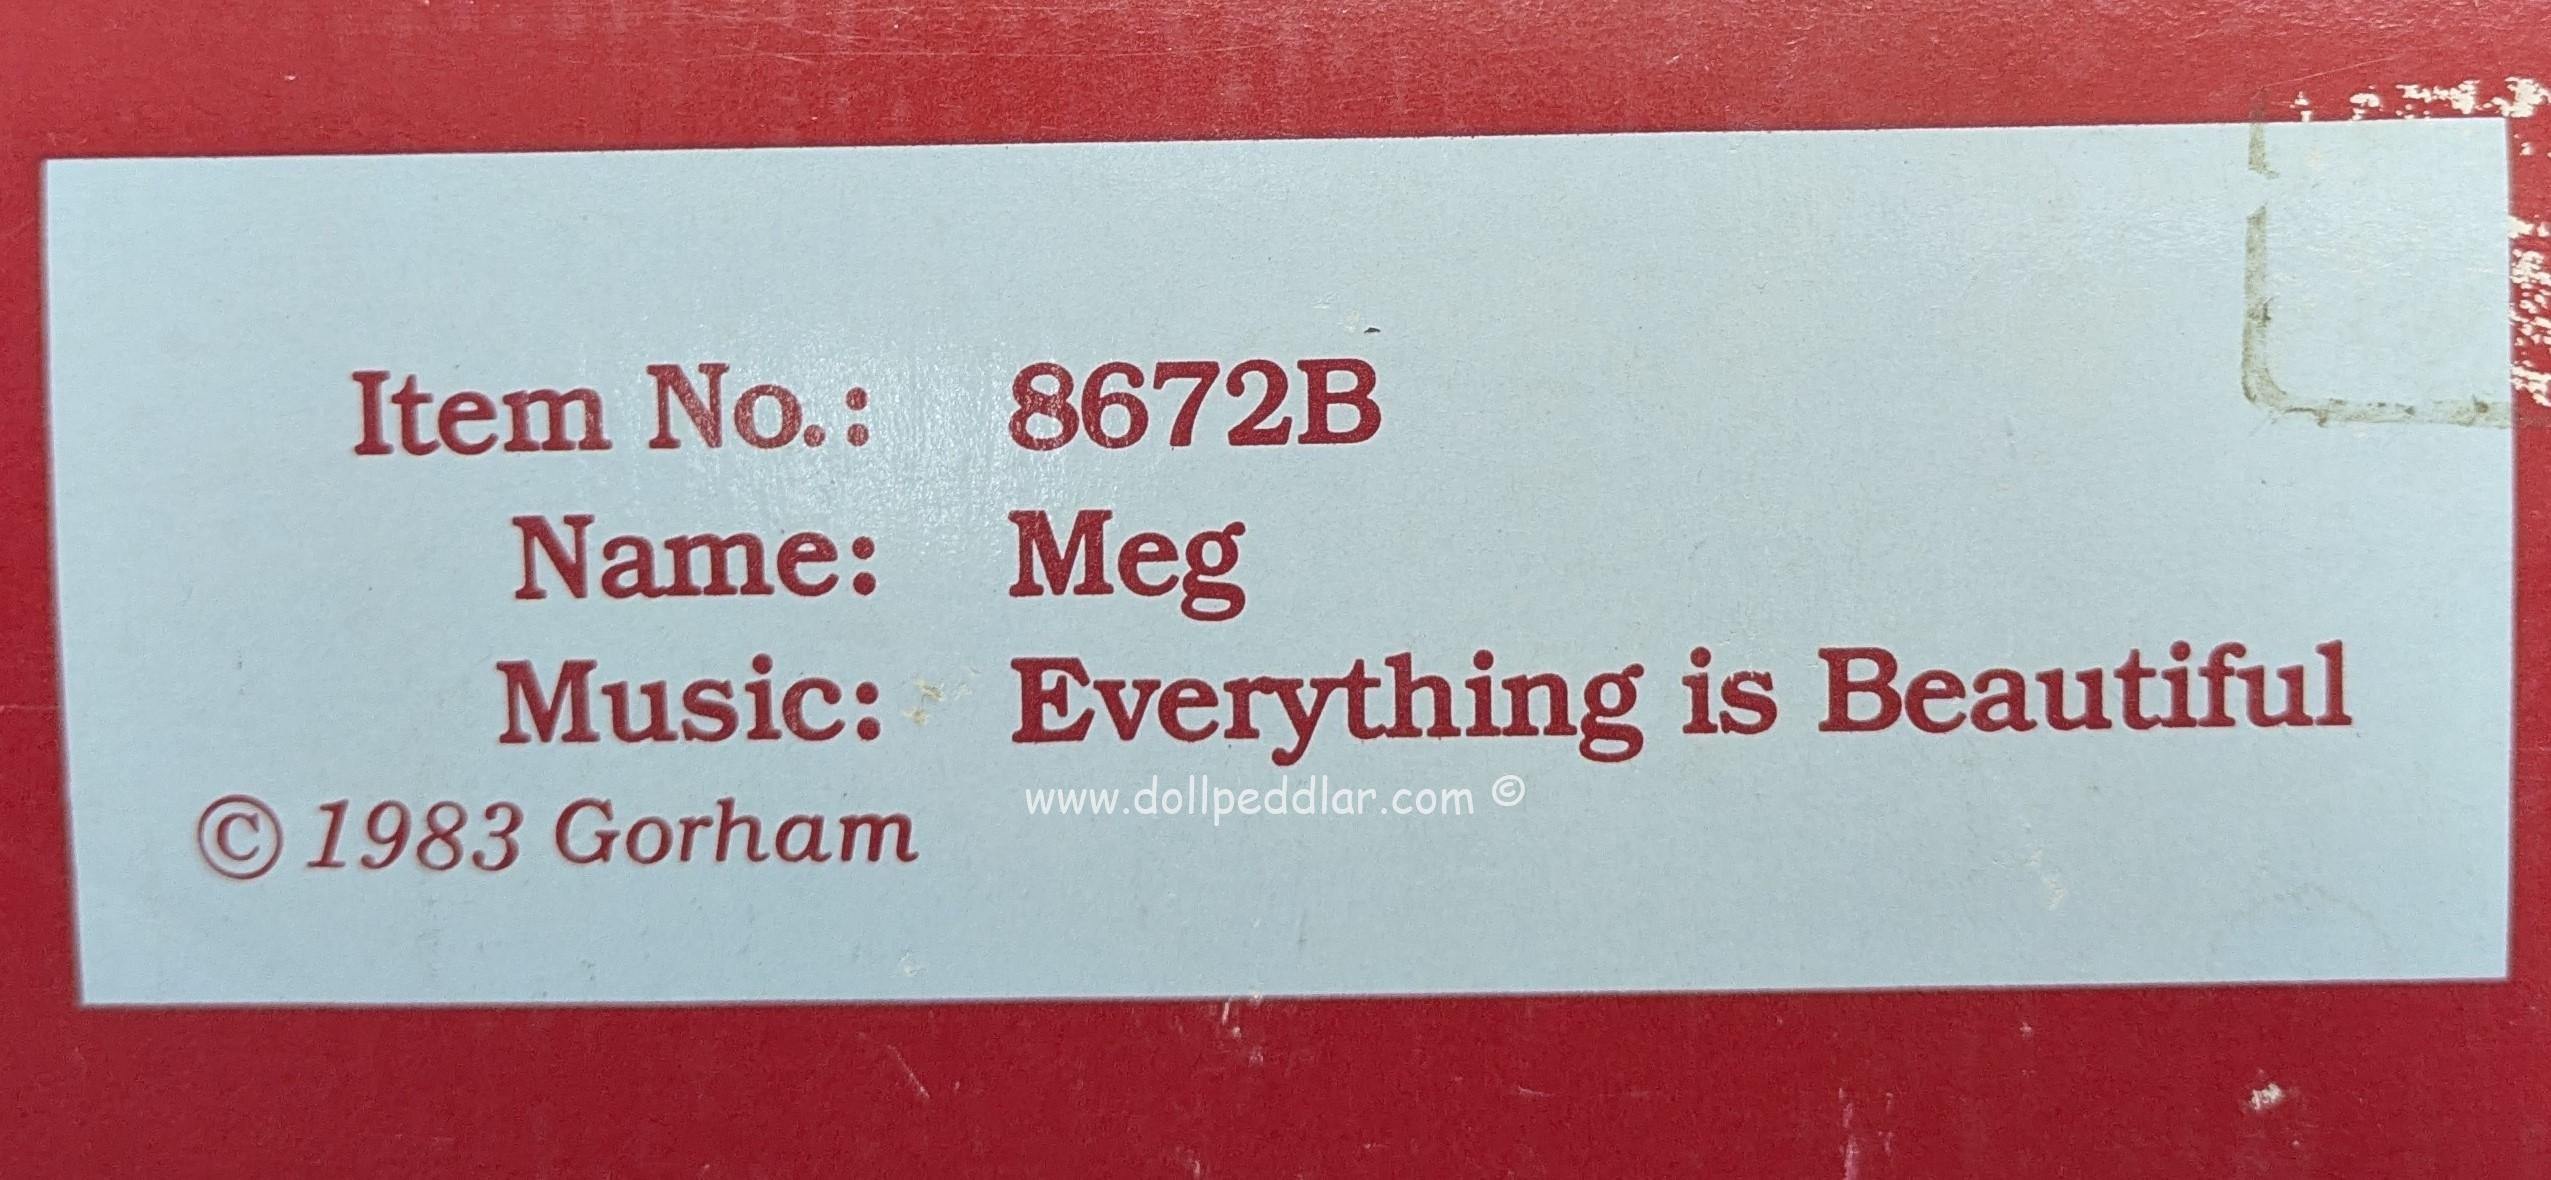 Item No.: 8672B
Name: Meg
Music: Everything is Beautiful
www.dollpeddlar.com ©
© 1983 Gorham